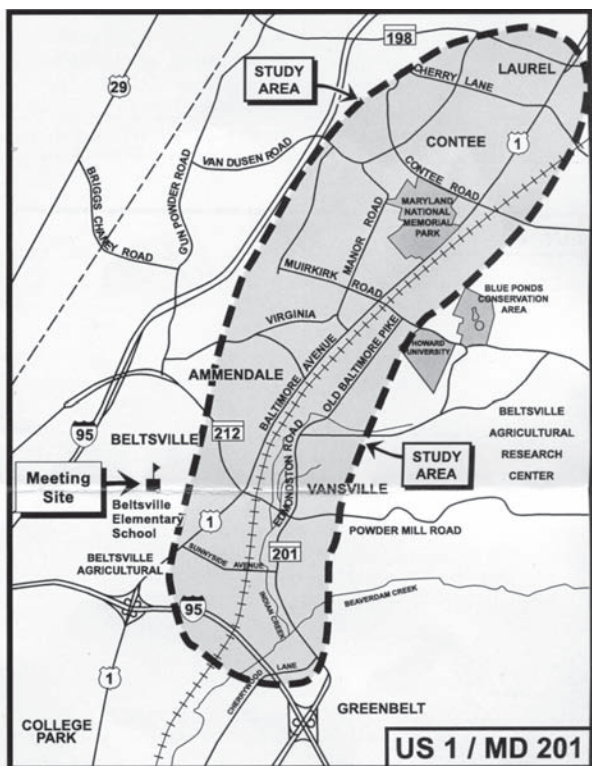 198
STUDY
AREA
LAUREL
CHERRY LANE
29
CONTEE
1
VAN DUSEN ROAD
GUN POWDER ROAD
BRIGGS CHANEY ROAD
CONTEE ROAD
MANOR ROAD
MARYLAND
NATIONAL
MEMORIAL
PARK
MUIRKIRK ROAD
BLUE PONDS
CONSERVATION
AREA
VIRGINIA
BALTIMORE AVENUE
OLD BALTIMORE PIKE
HOWARD
UNIVERSITY
AMMENDALE
95
BELTSVILLE
212
BELTSVILLE
AGRICULTURAL
RESEARCH
CENTER
STUDY
AREA
Meeting
Site
Beltsville
Elementary
School
EDMONSTON ROAD
VANSVILLE
1
POWDER MILL ROAD
BELTSVILLE
AGRICULTURAL
SUNNYSIDE AVENUE
201
95
INDIAN CREEK
BEAVERDAM CREEK
1
CHERRYWOOD LANE
COLLEGE
PARK
GREENBELT
US 1 / MD 201